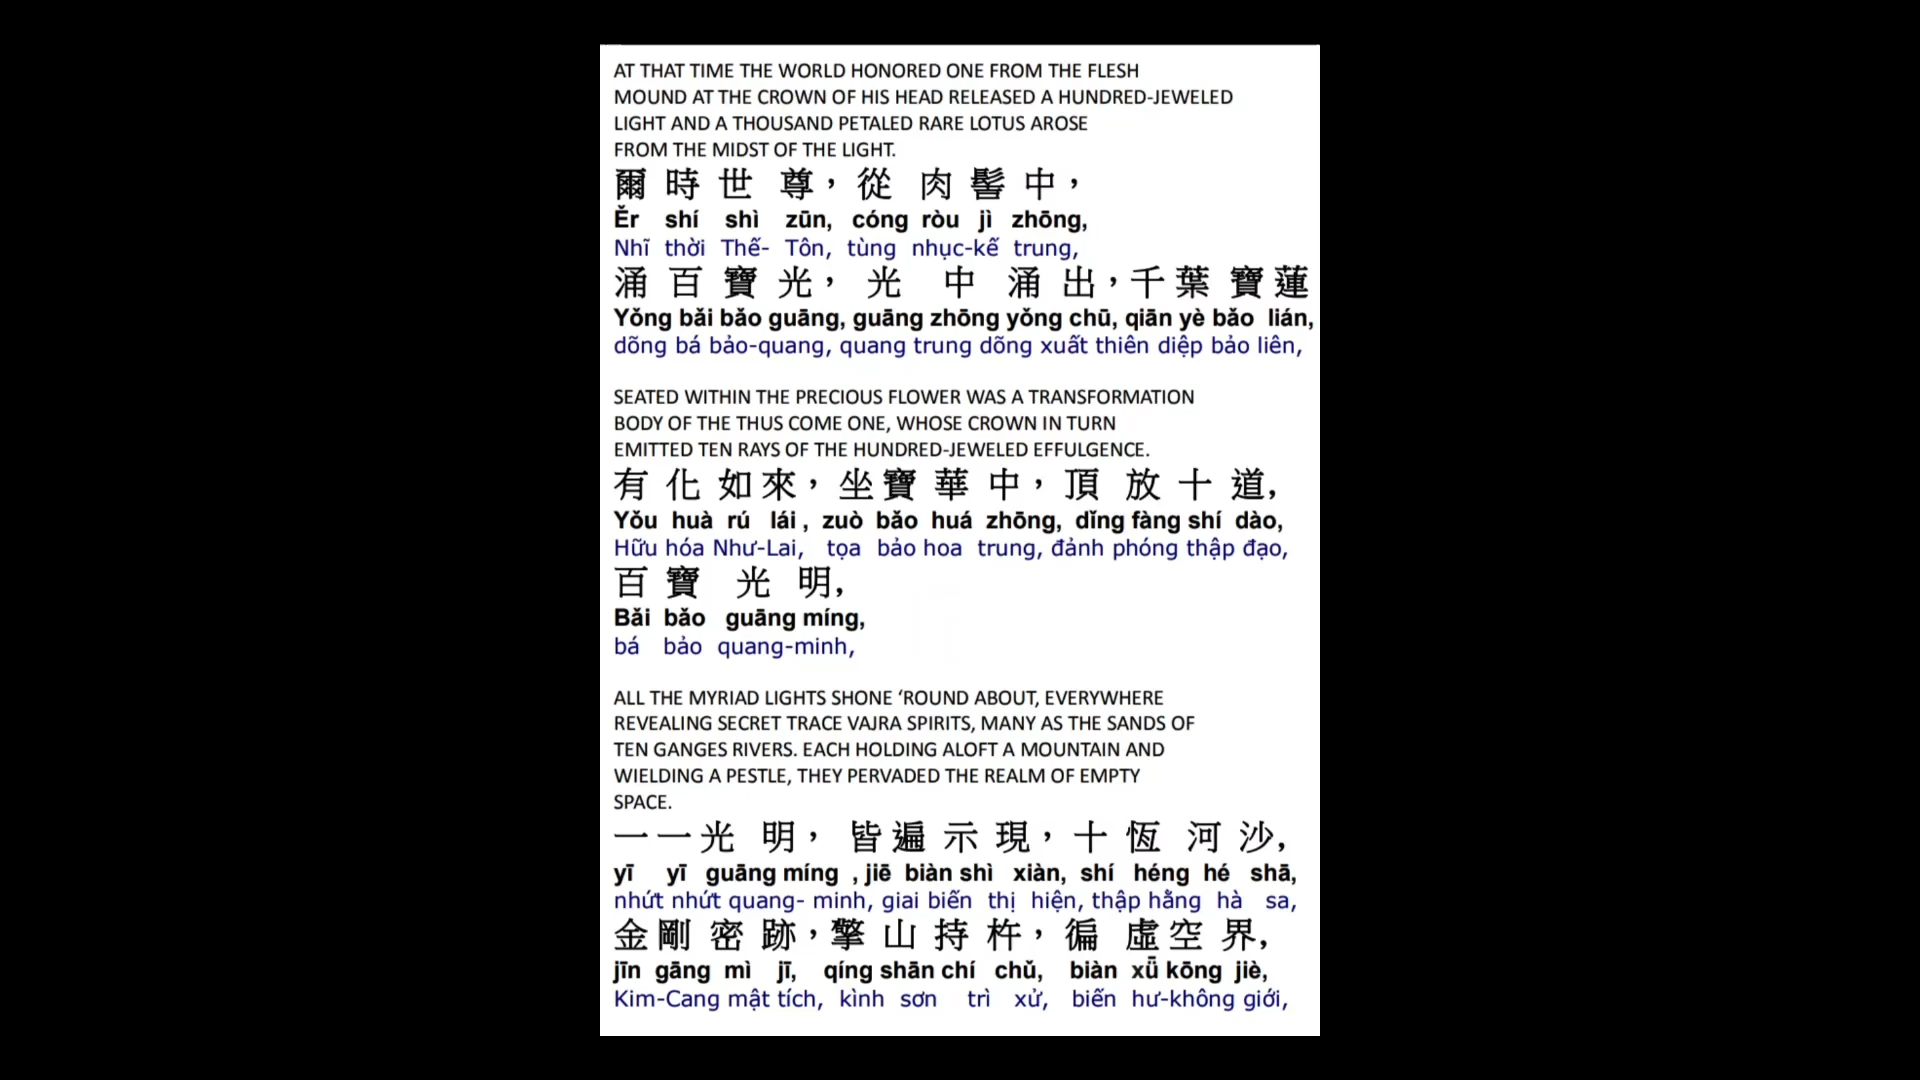 AT THAT TIME THE WORLD HONORED ONE FROM THE FLESH
MOUND AT THE CROWN OF HIS HEAD RELEASED A HUNDRED-JEWELED
LIGHT AND A THOUSAND PETALED RARE LOTUS AROSE
FROM THE MIDST OF THE LIGHT.
爾時世尊，從肉髻中，
Ěr shí shì zūn, cóng ròu jì zhōng,
Nhĩ thời Thế- Tôn, tùng nhục-kế trung,
涌百寶光，光中涌出，千葉寶蓮
Yǒng bǎi bǎo guāng, guāng zhōng yǒng chū, qiān yè bǎo lián,
dõng bá bảo-quang, quang trung dõng xuất thiên diệp bảo liên,
SEATED WITHIN THE PRECIOUS FLOWER WAS A TRANSFORMATION
BODY OF THE THUS COME ONE, WHOSE CROWN IN TURN
EMITTED TEN RAYS OF THE HUNDRED-JEWELED EFFULGENCE.
有化如來，坐寶華中，頂放十道,
Yǒu huà rú lái , zuò bǎo huá zhōng, dǐng fàng shí dào,
Hữu hóa Như-Lai, tọa bảo hoa trung, đảnh phóng thập đạo,
百寶光明,
Bǎi bǎo guāng míng,
bá bảo quang-minh,
ALL THE MYRIAD LIGHTS SHONE ‘ROUND ABOUT, EVERYWHERE
REVEALING SECRET TRACE VAJRA SPIRITS, MANY AS THE SANDS OF
TEN GANGES RIVERS. EACH HOLDING ALOFT A MOUNTAIN AND
WIELDING A PESTLE, THEY PERVADED THE REALM OF EMPTY
SPACE.
一一光明，皆遍示現，十恆河沙,
yī yī guāng míng , jiē biàn shì xiàn, shí héng hé shā,
nhứt nhứt quang- minh, giai biến thị hiện, thập hằng hà sa,
金剛密跡，擎山持杵，徧虛空界,
jīn gāng mì jī, qíng shān chí chǔ, biàn xǖ kōng jiè,
Kim-Cang mật tích, kình sơn trì xử, biến hư-không giới,